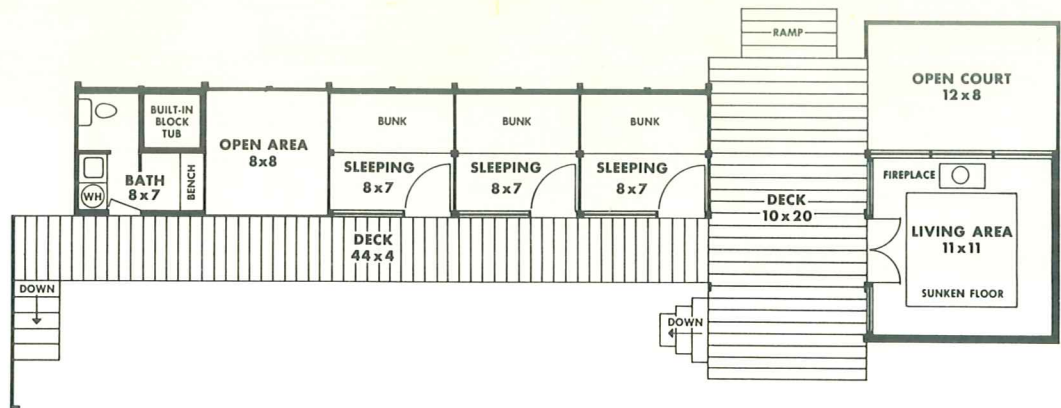 RAMP
OPEN COURT
12 x 8
BUILT-IN
BLOCK
TUB
OPEN AREA
8x8
BUNK
BUNK
BUNK
SLEEPING
8 x 7
SLEEPING
8 x 7
SLEEPING
8 x 7
BATH
8 x 7
BENCH
WH
FIREPLACE
DECK
10 x 20
LIVING AREA
11 x 11
SUNKEN FLOOR
DECK
44 x 4
DOWN
DOWN